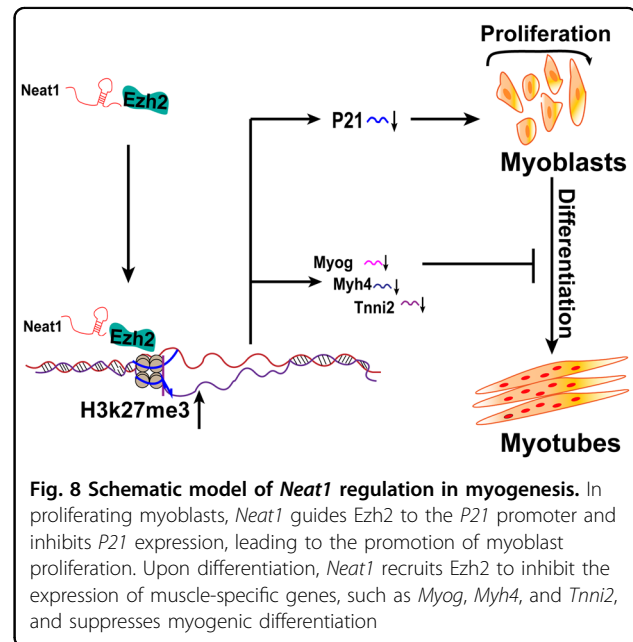 Proliferation
Neat1
Ezh2
P21
Myoblasts
Differentiation
Myog
Myh4
Tnni2
Neat1
Ezh2
H3k27me3
Myotubes
Fig. 8 Schematic model of Neat1 regulation in myogenesis. In
proliferating myoblasts, Neat1 guides Ezh2 to the P21 promoter and
inhibits P21 expression, leading to the promotion of myoblast
proliferation. Upon differentiation, Neat1 recruits Ezh2 to inhibit the
expression of muscle-specific genes, such as Myog, Myh4, and Tnni2,
and suppresses myogenic differentiation